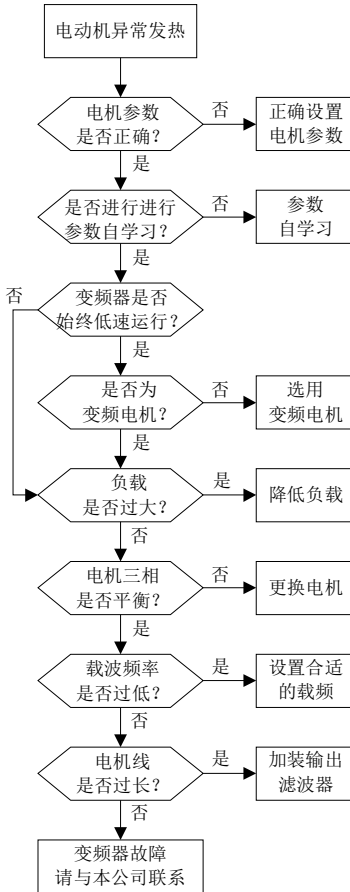 电动机异常发热
电机参数
是否正确？
否
正确设置
电机参数
是
是否进行进行
参数自学习？
否
参数
自学习
是
否
变频器是否
始终低速运行？
是
是否为
变频电机？
否
选用
变频电机
是
负载
是否过大？
是
降低负载
否
电机三相
是否平衡？
否
更换电机
是
载波频率
是否过低？
是
设置合适
的载频
否
电机线
是否过长？
是
加装输出
滤波器
否
变频器故障
请与本公司联系